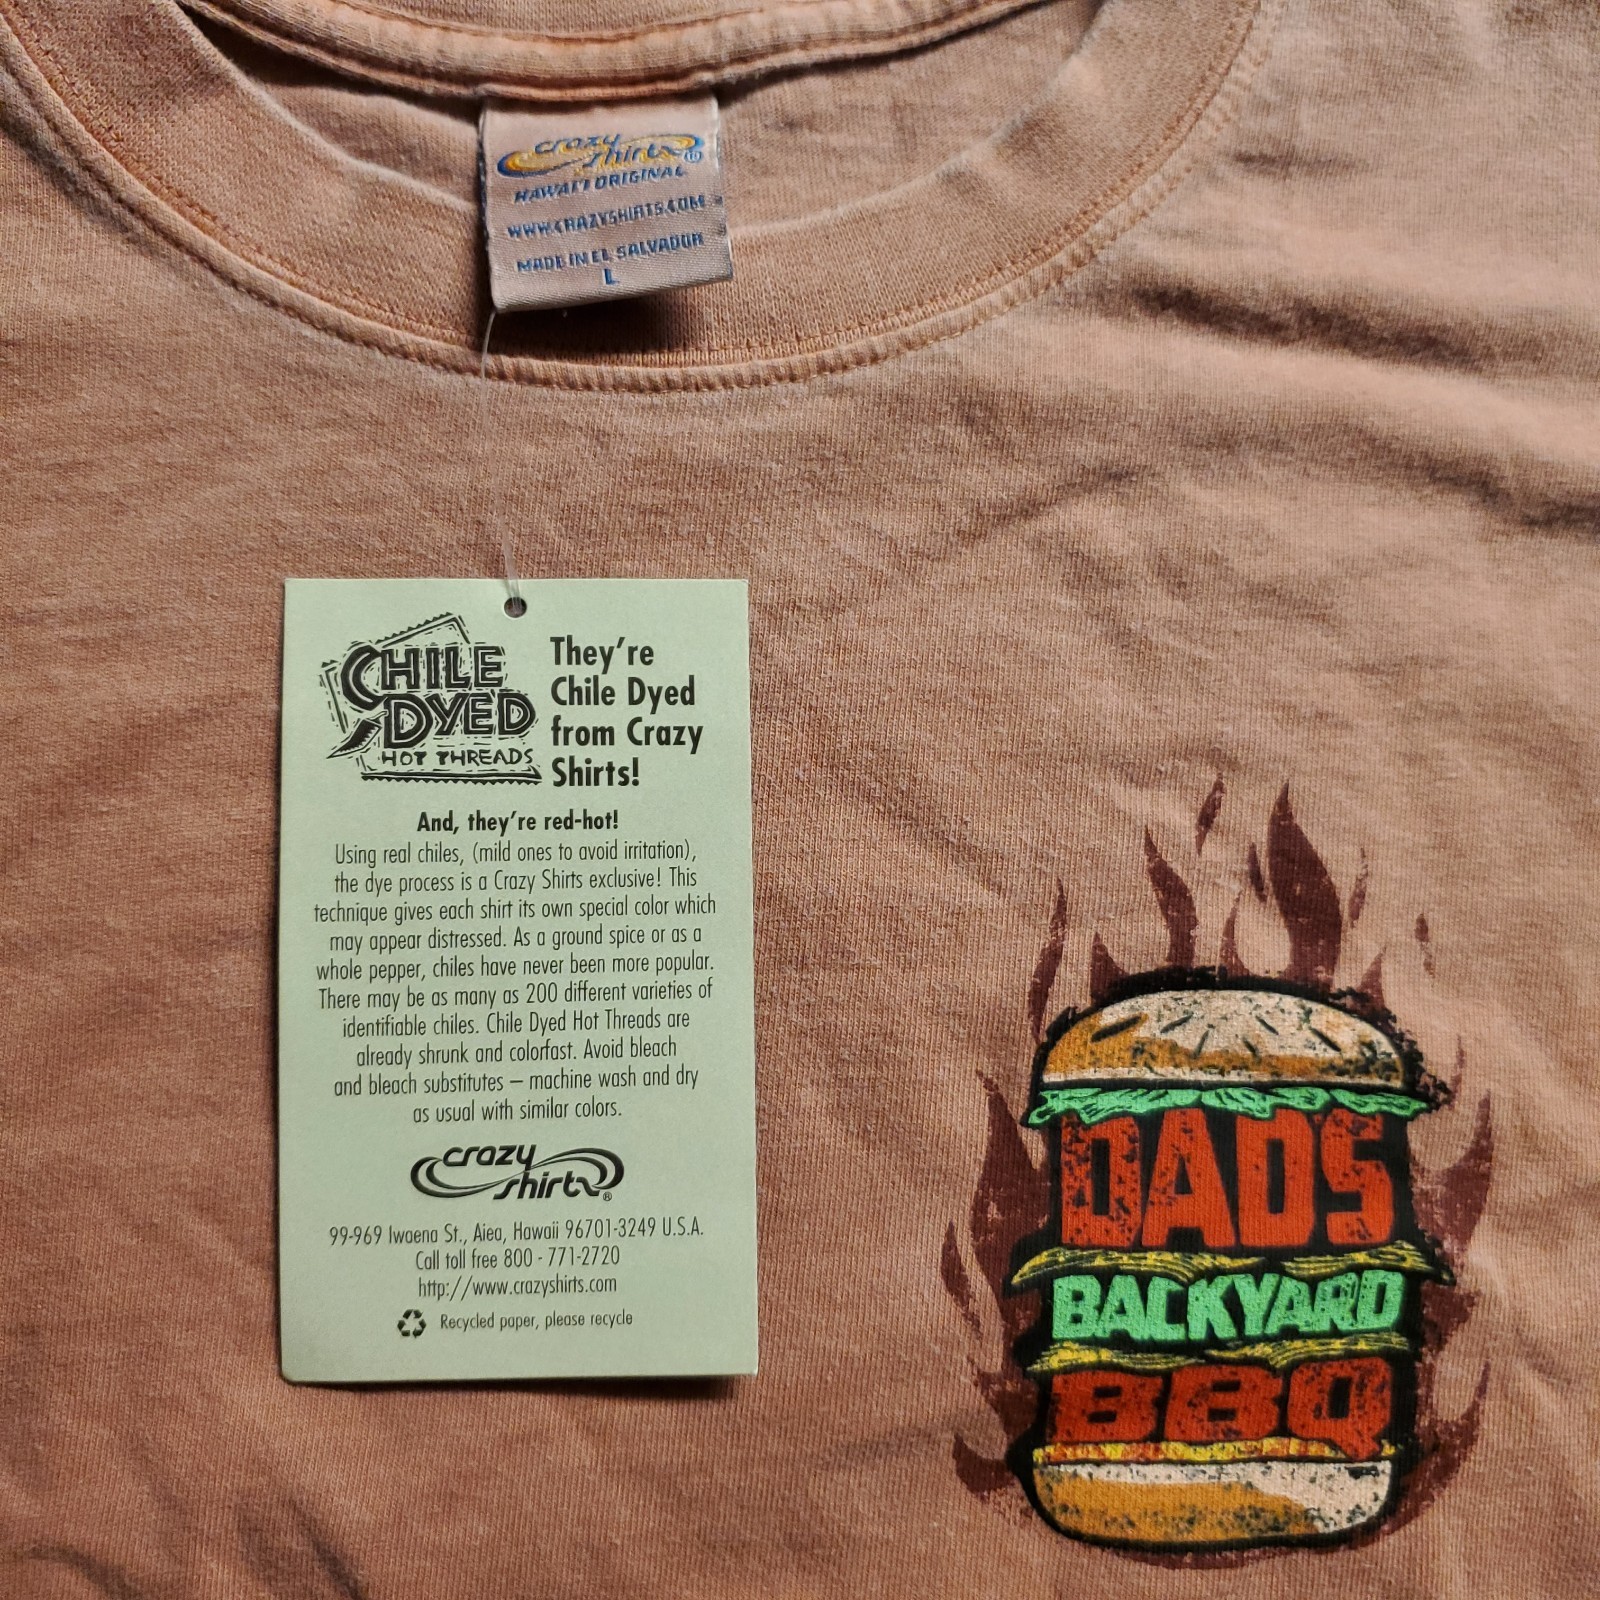 crazy
shirts®
HAWAI'I ORIGINAL
WWW.CRAZYSHIRTS.COM
MADE IN EL SALVADOR
L
CHILE
DYED
HOT THREADS
They're
Chile Dyed
from Crazy
Shirts!
And, they're red-hot!
Using real chiles, (mild ones to avoid irritation),
the dye process is a Crazy Shirts exclusive! This
technique gives each shirt its own special color which
may appear distressed. As a ground spice or as a
whole pepper, chiles have never been more popular.
There may be as many as 200 different varieties of
identifiable chiles. Chile Dyed Hot Threads are
already shrunk and colorfast. Avoid bleach
and bleach substitutes – machine wash and dry
as usual with similar colors.
crazy
shirts®
99-969 Iwaena St., Aiea, Hawaii 96701-3249 U.S.A.
Call toll free 800 - 771-2720
http://www.crazyshirts.com
Recycled paper, please recycle
DAD'S
BACKYARD
BBQ